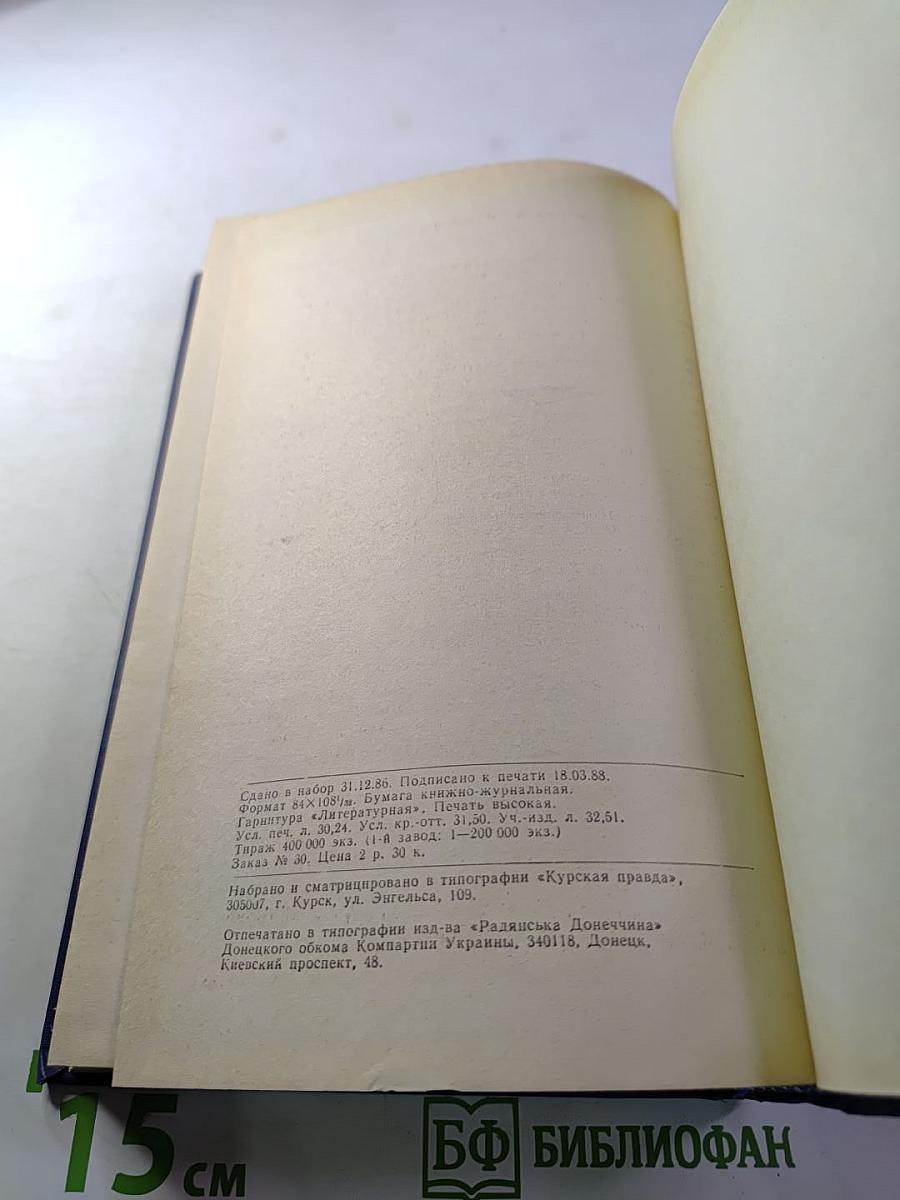 Сдано в набор 31.12.86. Подписано к печати 18.03.88.
Формат 84×108¹/₃₂. Бумага книжно-журнальная.
Гарнитура «Литературная». Печать высокая.
Усл. печ. л. 30,24. Усл. кр.-отт. 31,50. Уч.-изд. л. 32,51.
Тираж 400 000 экз. (1-й завод: 1—200 000 экз.)
Заказ № 30. Цена 2 р. 30 к.
Набрано и сматрицировано в типографии «Курская правда»,
305007, г. Курск, ул. Энгельса, 109.
Отпечатано в типографии изд-ва «Радянська Донеччина»
Донецкого обкома Компартии Украины, 340118, Донецк,
Киевский проспект, 48.
15 см
БФ БИБЛИОФАН